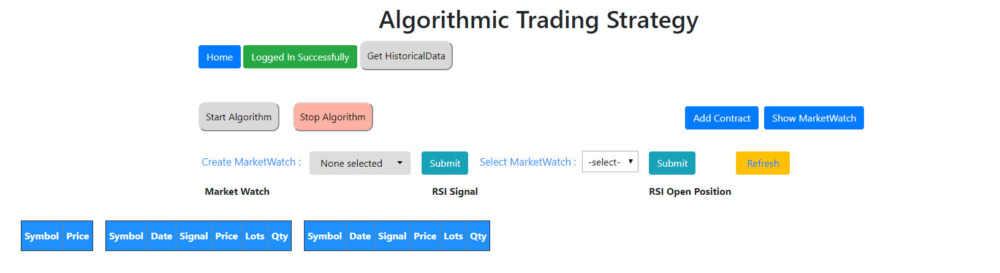 Algorithmic Trading Strategy
Home Logged In Successfully Get HistoricalData
Start Algorithm Stop Algorithm Add Contract Show MarketWatch
Create MarketWatch : None selected Submit Select MarketWatch : -select- Submit Refresh
Market Watch RSI Signal RSI Open Position
Symbol Price Symbol Date Signal Price Lots Qty Symbol Date Signal Price Lots Qty